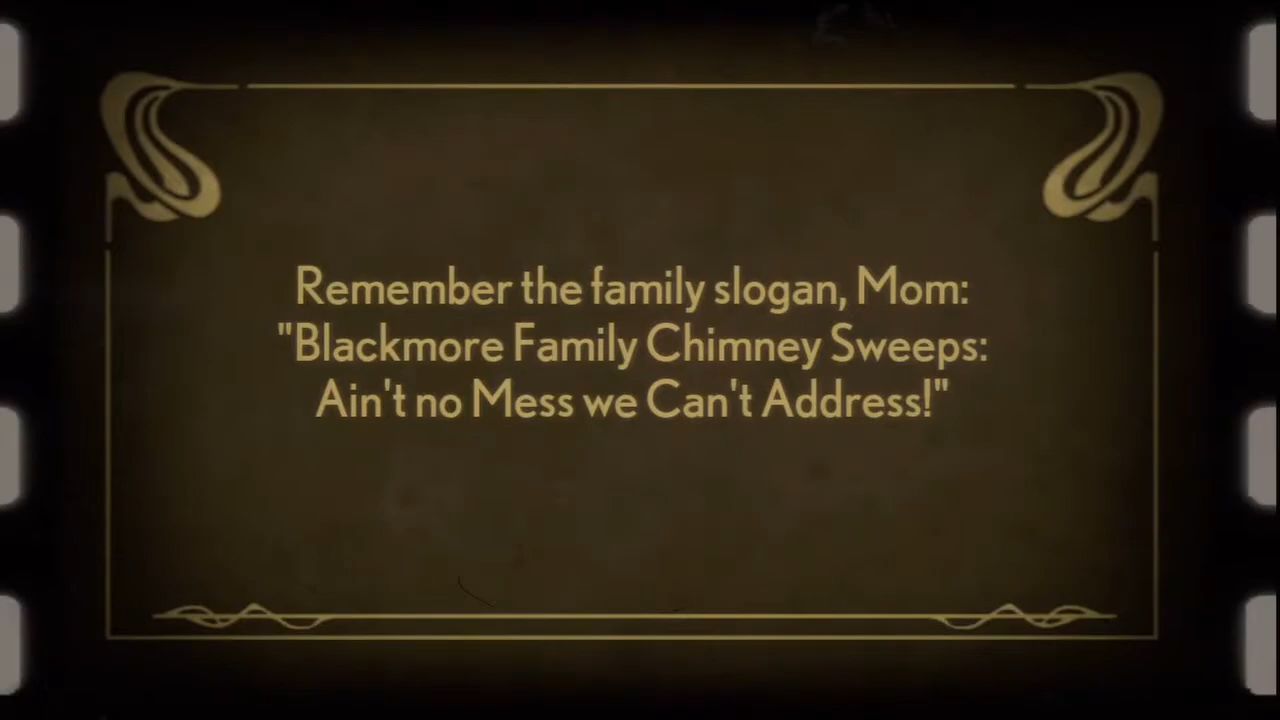 Remember the family slogan, Mom:
"Blackmore Family Chimney Sweeps:
Ain't no Mess we Can't Address!"